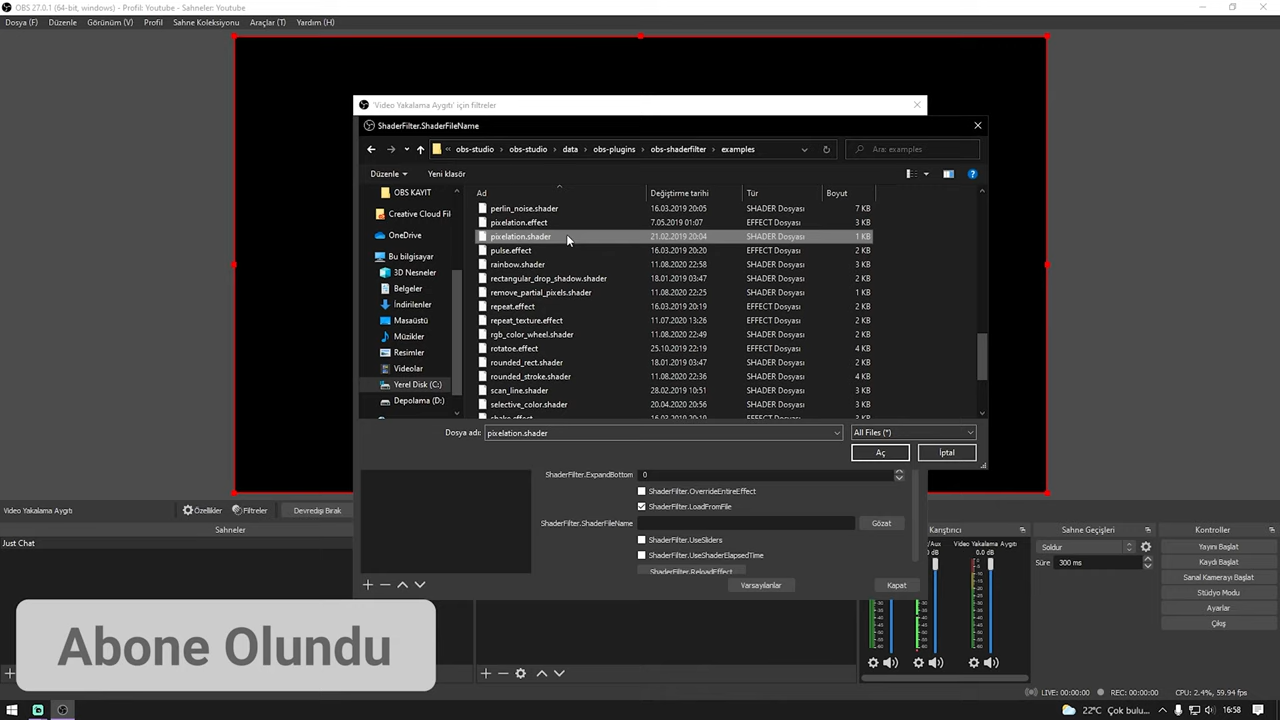 OBS 27.0.1 (64-bit, windows) - Profil: Youtube - Sahneler: Youtube
Dosya (F) Düzenle Görünüm (V) Profil Sahne Koleksiyonu Araçlar (T) Yardım (H)
'Video Yakalama Aygıtı' için filtreler
ShaderFilter.ShaderFileName
« obs-studio > obs-studio > data > obs-plugins > obs-shaderfilter > examples
Ara: examples
Düzenle Yeni klasör
OBS KAYIT
Creative Cloud Fil
OneDrive
Bu bilgisayar
3D Nesneler
Belgeler
İndirilenler
Masaüstü
Müzikler
Resimler
Videolar
Yerel Disk (C:)
Depolama (D:)
Ad Değiştirme tarihi Tür Boyut
perlin_noise.shader 16.03.2019 20:05 SHADER Dosyası 7 KB
pixelation.effect 7.05.2019 01:07 EFFECT Dosyası 3 KB
pixelation.shader 21.02.2019 20:04 SHADER Dosyası 1 KB
pulse.effect 16.03.2019 20:20 EFFECT Dosyası 2 KB
rainbow.shader 11.08.2020 22:58 SHADER Dosyası 3 KB
rectangular_drop_shadow.shader 18.01.2019 03:47 SHADER Dosyası 2 KB
remove_partial_pixels.shader 11.08.2020 22:25 SHADER Dosyası 1 KB
repeat.effect 16.03.2019 20:19 EFFECT Dosyası 2 KB
repeat_texture.effect 11.07.2020 13:26 EFFECT Dosyası 2 KB
rgb_color_wheel.shader 11.08.2020 22:49 SHADER Dosyası 2 KB
rotatoe.effect 25.10.2019 22:19 EFFECT Dosyası 4 KB
rounded_rect.shader 18.01.2019 03:47 SHADER Dosyası 2 KB
rounded_stroke.shader 11.08.2020 22:36 SHADER Dosyası 4 KB
scan_line.shader 28.02.2019 10:51 SHADER Dosyası 3 KB
selective_color.shader 20.04.2020 20:56 SHADER Dosyası 3 KB
shake.effect 16.03.2019 20:19 EFFECT Dosyası 2 KB
Dosya adı: pixelation.shader All Files (*)
Aç İptal
ShaderFilter.ExpandBottom 0
ShaderFilter.OverrideEntireEffect
ShaderFilter.LoadFromFile
ShaderFilter.ShaderFileName Gözat
ShaderFilter.UseSliders
ShaderFilter.UseShaderElapsedTime
ShaderFilter.ReloadEffect
Varsayılanlar Kapat
Video Yakalama Aygıtı Özellikler Filtreler Devredışı Bırak
Sahneler
Just Chat
Karıştırıcı
/Aux Video Yakalama Aygıtı
0 dB 0.0 dB
Sahne Geçişleri
Soldur
Süre 300 ms
Kontroller
Yayını Başlat
Kaydı Başlat
Sanal Kamerayı Başlat
Stüdyo Modu
Ayarlar
Çıkış
Abone Olundu
LIVE: 00:00:00 REC: 00:00:00 CPU: 2.4%, 59.94 fps
22°C Çok bulu... 16:58